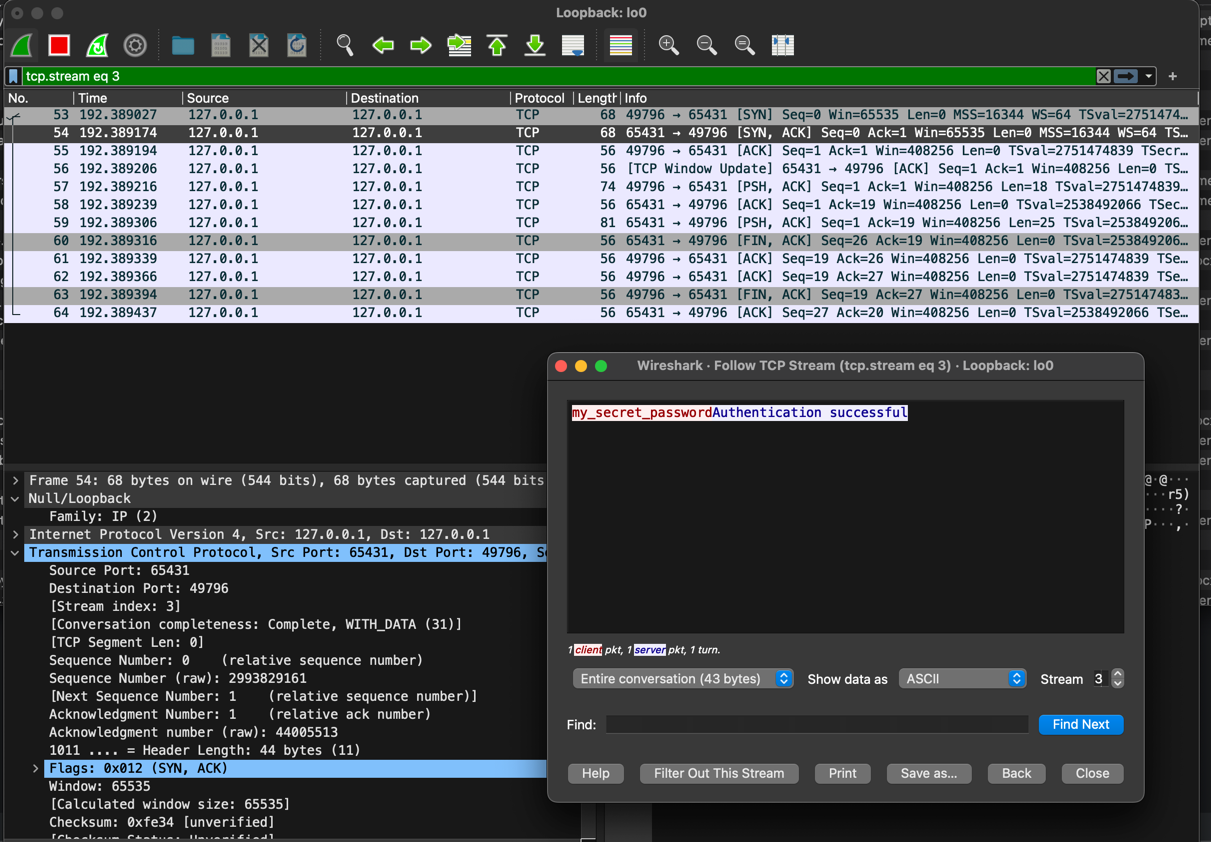 Loopback: lo0
tcp.stream eq 3
No. Time Source Destination Protocol Length Info
53 192.389027 127.0.0.1 127.0.0.1 TCP 68 49796 → 65431 [SYN] Seq=0 Win=65535 Len=0 MSS=16344 WS=64 TSval=2751474…
54 192.389174 127.0.0.1 127.0.0.1 TCP 68 65431 → 49796 [SYN, ACK] Seq=0 Ack=1 Win=65535 Len=0 MSS=16344 WS=64 TS…
55 192.389194 127.0.0.1 127.0.0.1 TCP 56 49796 → 65431 [ACK] Seq=1 Ack=1 Win=408256 Len=0 TSval=2751474839 TSecr…
56 192.389206 127.0.0.1 127.0.0.1 TCP 56 [TCP Window Update] 65431 → 49796 [ACK] Seq=1 Ack=1 Win=408256 Len=0 TS…
57 192.389216 127.0.0.1 127.0.0.1 TCP 74 49796 → 65431 [PSH, ACK] Seq=1 Ack=1 Win=408256 Len=18 TSval=2751474839…
58 192.389239 127.0.0.1 127.0.0.1 TCP 56 65431 → 49796 [ACK] Seq=1 Ack=19 Win=408256 Len=0 TSval=2538492066 TSec…
59 192.389306 127.0.0.1 127.0.0.1 TCP 81 65431 → 49796 [PSH, ACK] Seq=1 Ack=19 Win=408256 Len=25 TSval=253849206…
60 192.389316 127.0.0.1 127.0.0.1 TCP 56 65431 → 49796 [FIN, ACK] Seq=26 Ack=19 Win=408256 Len=0 TSval=253849206…
61 192.389339 127.0.0.1 127.0.0.1 TCP 56 49796 → 65431 [ACK] Seq=19 Ack=26 Win=408256 Len=0 TSval=2751474839 TSe…
62 192.389366 127.0.0.1 127.0.0.1 TCP 56 49796 → 65431 [ACK] Seq=19 Ack=27 Win=408256 Len=0 TSval=2751474839 TSe…
63 192.389394 127.0.0.1 127.0.0.1 TCP 56 49796 → 65431 [FIN, ACK] Seq=19 Ack=27 Win=408256 Len=0 TSval=275147483…
64 192.389437 127.0.0.1 127.0.0.1 TCP 56 65431 → 49796 [ACK] Seq=27 Ack=20 Win=408256 Len=0 TSval=2538492066 TSe…
Frame 54: 68 bytes on wire (544 bits), 68 bytes captured (544 bits
Null/Loopback
Family: IP (2)
Internet Protocol Version 4, Src: 127.0.0.1, Dst: 127.0.0.1
Transmission Control Protocol, Src Port: 65431, Dst Port: 49796, Se
Source Port: 65431
Destination Port: 49796
[Stream index: 3]
[Conversation completeness: Complete, WITH_DATA (31)]
[TCP Segment Len: 0]
Sequence Number: 0 (relative sequence number)
Sequence Number (raw): 2993829161
[Next Sequence Number: 1 (relative sequence number)]
Acknowledgment Number: 1 (relative ack number)
Acknowledgment number (raw): 44005513
1011 .... = Header Length: 44 bytes (11)
Flags: 0x012 (SYN, ACK)
Window: 65535
[Calculated window size: 65535]
Checksum: 0xfe34 [unverified]
[Checksum Status: Unverified]
Wireshark · Follow TCP Stream (tcp.stream eq 3) · Loopback: lo0
my_secret_passwordAuthentication successful
1 client pkt, 1 server pkt, 1 turn.
Entire conversation (43 bytes) Show data as ASCII Stream 3
Find: Find Next
Help Filter Out This Stream Print Save as... Back Close